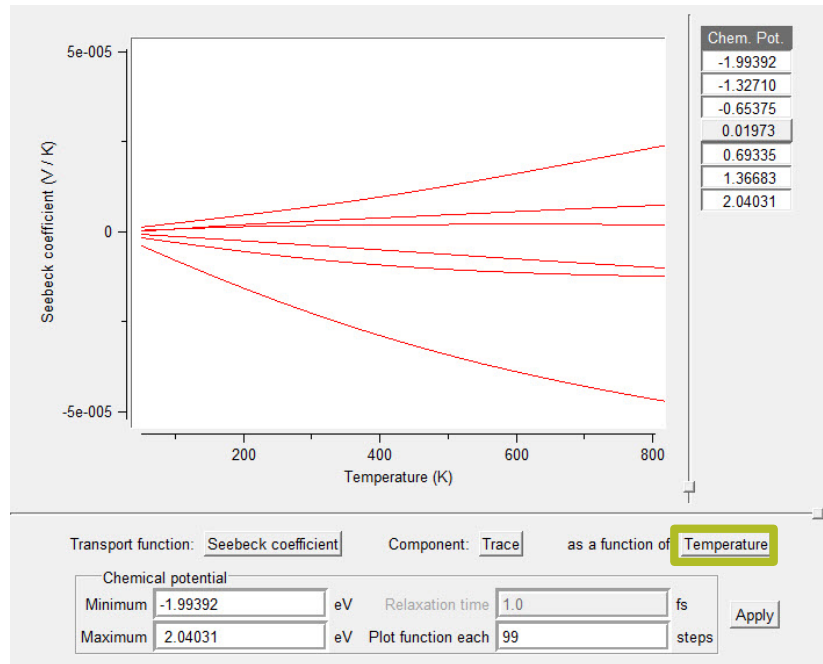 Chem. Pot.
-1.99392
-1.32710
-0.65375
0.01973
0.69335
1.36683
2.04031
5e-005
0
-5e-005
Seebeck coefficient (V / K)
200 400 600 800
Temperature (K)
Transport function: Seebeck coefficient Component: Trace as a function of Temperature
Chemical potential
Minimum -1.99392 eV Relaxation time 1.0 fs
Maximum 2.04031 eV Plot function each 99 steps
Apply